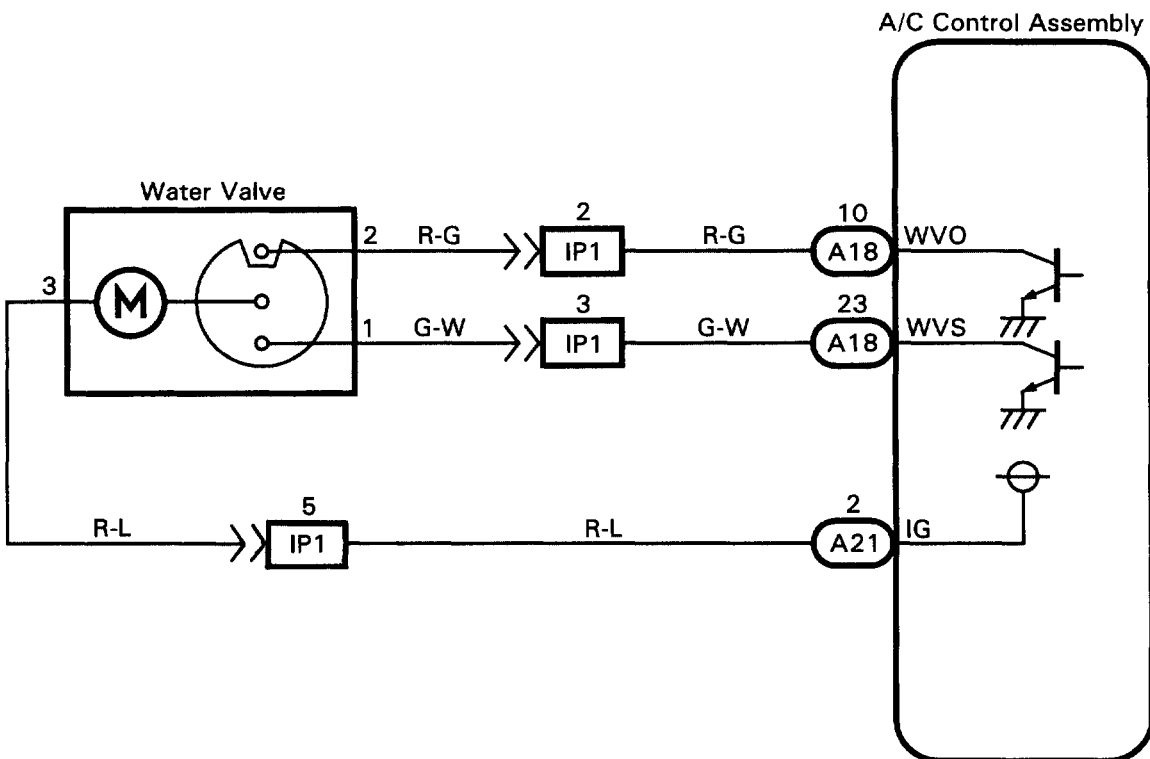 A/C Control Assembly
Water Valve
2 R-G 2 IP1 R-G 10 A18 WVO
3 M
1 G-W 3 IP1 G-W 23 A18 WVS
R-L 5 IP1 R-L 2 A21 IG